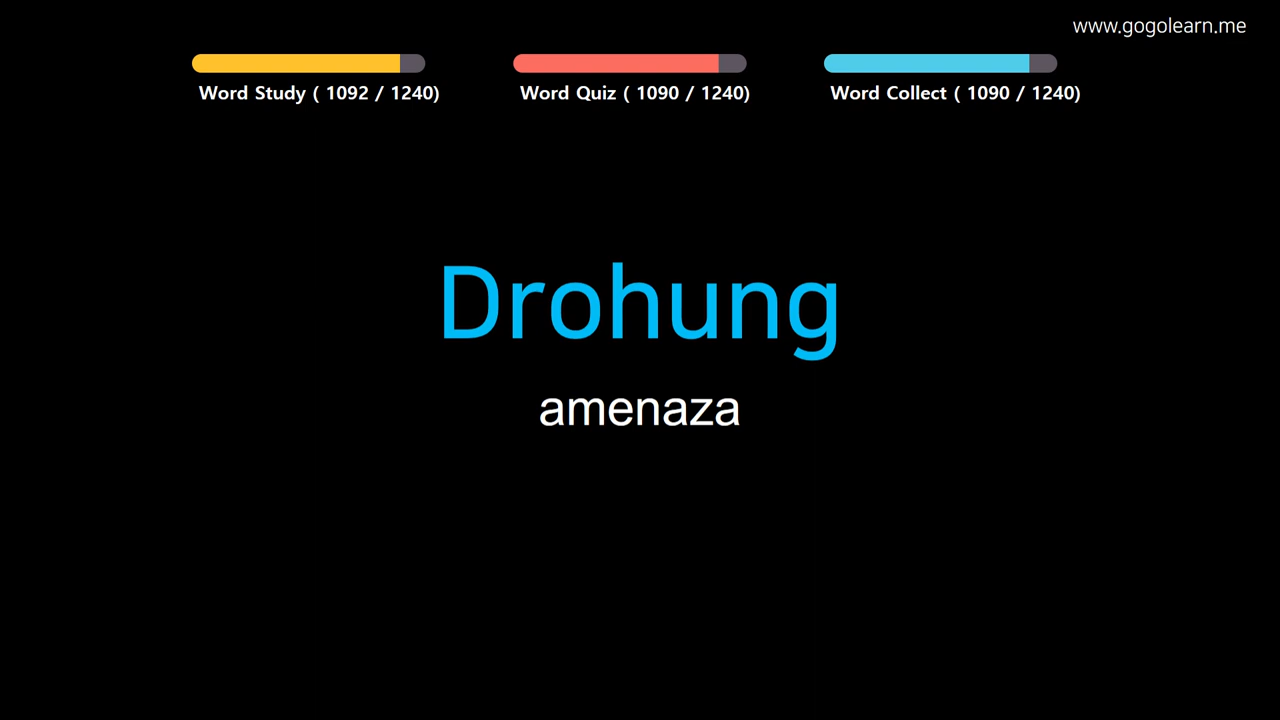 www.gogolearn.me
Word Study ( 1092 / 1240)
Word Quiz ( 1090 / 1240)
Word Collect ( 1090 / 1240)
Drohung
amenaza